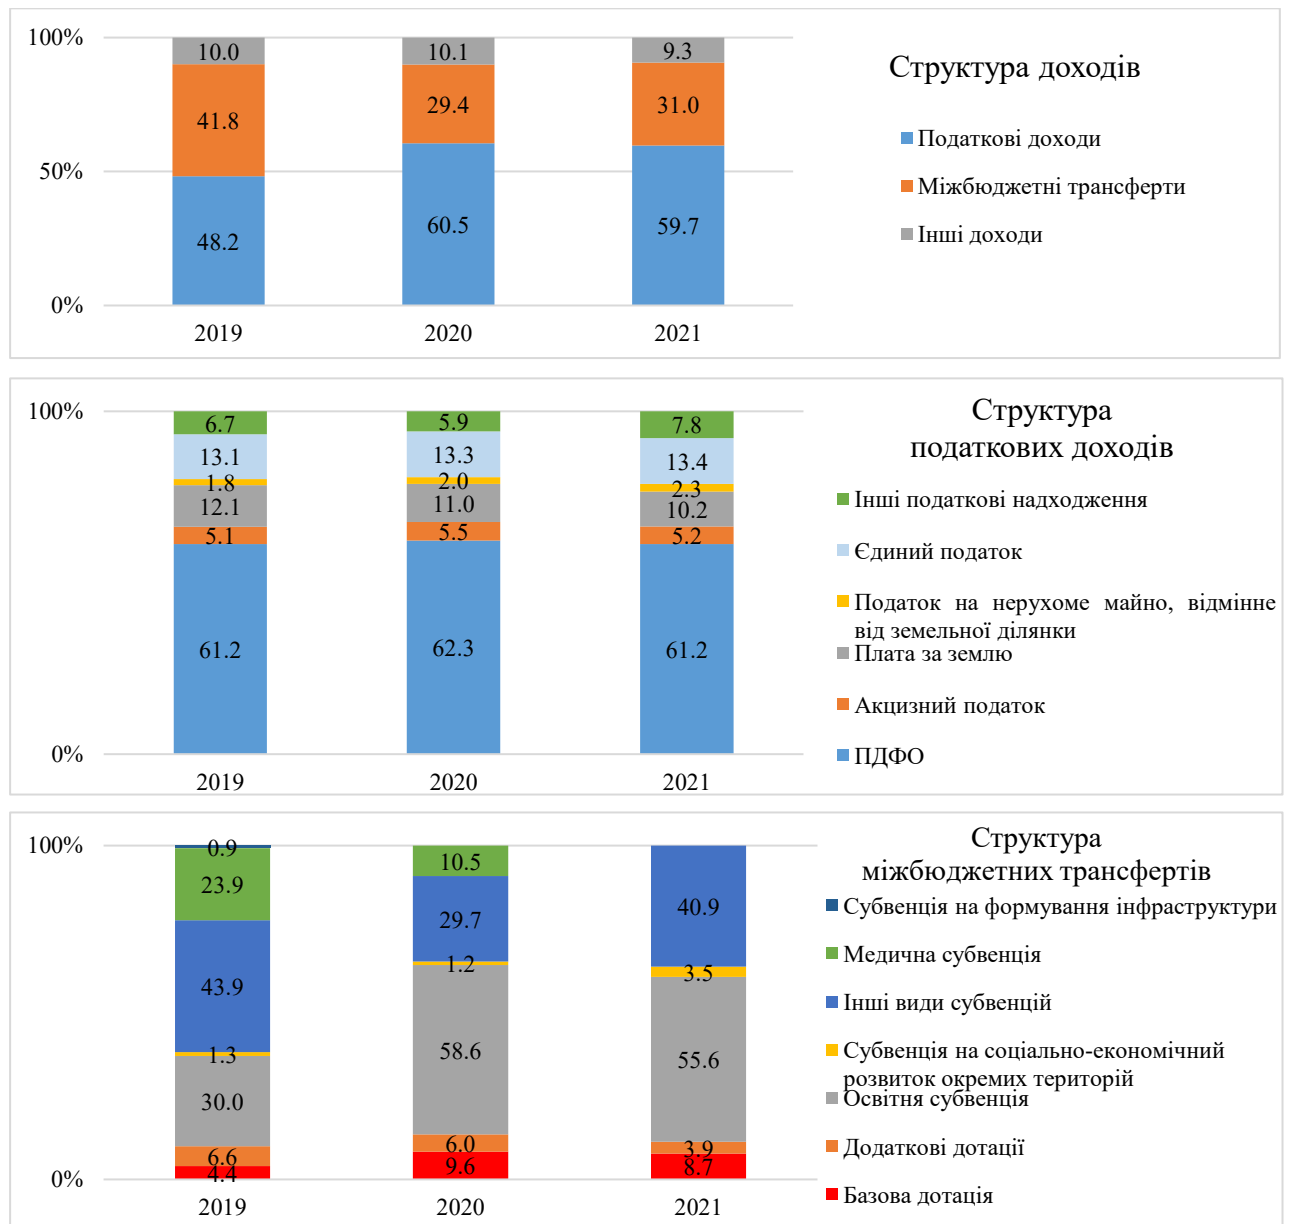 Структура доходів
100%
50%
0%
10.0
10.1
9.3
41.8
29.4
31.0
48.2
60.5
59.7
2019
2020
2021
Податкові доходи
Міжбюджетні трансферти
Інші доходи
Структура
податкових доходів
100%
0%
6.7
5.9
7.8
13.1
13.3
13.4
1.8
2.0
2.3
12.1
11.0
10.2
5.1
5.5
5.2
61.2
62.3
61.2
2019
2020
2021
Інші податкові надходження
Єдиний податок
Податок на нерухоме майно, відмінне
від земельної ділянки
Плата за землю
Акцизний податок
ПДФО
Структура
міжбюджетних трансфертів
100%
0%
0.9
23.9
10.5
43.9
29.7
40.9
1.3
1.2
3.5
30.0
58.6
55.6
6.6
6.0
3.9
4.4
9.6
8.7
2019
2020
2021
Субвенція на формування інфраструктури
Медична субвенція
Інші види субвенцій
Субвенція на соціально-економічний
розвиток окремих територій
Освітня субвенція
Додаткові дотації
Базова дотація